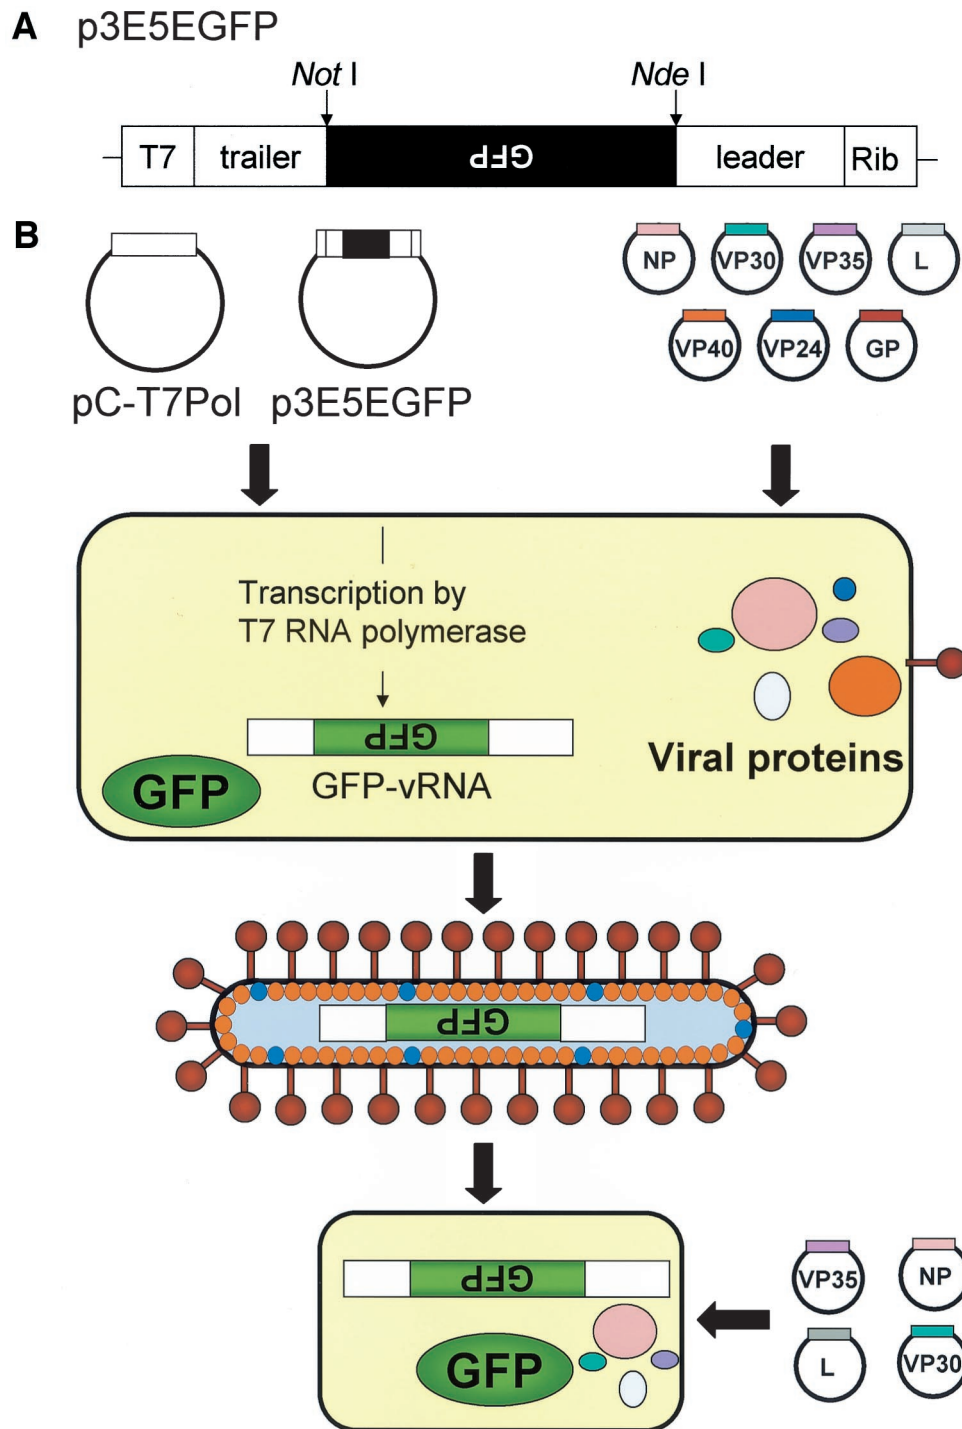 A p3E5EGFP
Not I Nde I
T7 trailer GFP leader Rib
B
NP VP30 VP35 L
VP40 VP24 GP
pC-T7Pol p3E5EGFP
Transcription by
T7 RNA polymerase
GFP
GFP-vRNA
GFP
Viral proteins
GFP
GFP
GFP
VP35 NP
L VP30